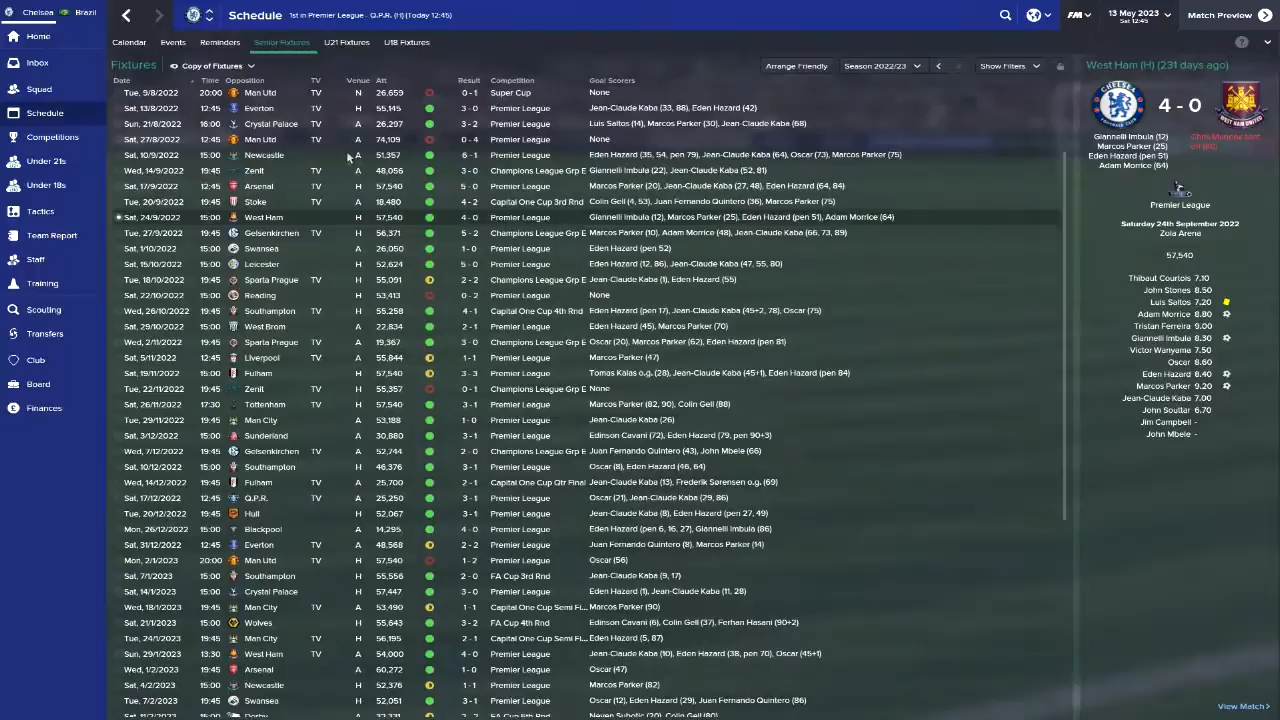 Chelsea Brazil
Schedule 1st in Premier League - Q.P.R. (H) (Today 12:45)
FM 13 May 2023 Sat 12:45 Match Preview
Home
Inbox
Squad
Schedule
Competitions
Under 21s
Under 18s
Tactics
Team Report
Staff
Training
Scouting
Transfers
Club
Board
Finances
Calendar Events Reminders Senior Fixtures U21 Fixtures U18 Fixtures
Fixtures Copy of Fixtures Arrange Friendly Season 2022/23 Show Filters
Date Time Opposition TV Venue Att Result Competition Goal Scorers
Tue, 9/8/2022 20:00 Man Utd TV N 26,659 0 - 1 Super Cup None
Sat, 13/8/2022 12:45 Everton TV H 55,145 3 - 0 Premier League Jean-Claude Kaba (33, 88), Eden Hazard (42)
Sun, 21/8/2022 16:00 Crystal Palace TV A 26,297 3 - 2 Premier League Luis Saltos (14), Marcos Parker (30), Jean-Claude Kaba (68)
Sat, 27/8/2022 12:45 Man Utd TV A 74,109 0 - 4 Premier League None
Sat, 10/9/2022 15:00 Newcastle A 51,357 6 - 1 Premier League Eden Hazard (35, 54, pen 79), Jean-Claude Kaba (64), Oscar (73), Marcos Parker (75)
Wed, 14/9/2022 19:45 Zenit TV A 48,056 3 - 0 Champions League Grp E Giannelli Imbula (22), Jean-Claude Kaba (52, 81)
Sat, 17/9/2022 12:45 Arsenal TV H 57,540 5 - 0 Premier League Marcos Parker (20), Jean-Claude Kaba (27, 48), Eden Hazard (64, 84)
Tue, 20/9/2022 19:45 Stoke TV A 18,480 4 - 2 Capital One Cup 3rd Rnd Colin Gell (4, 53), Juan Fernando Quintero (36), Marcos Parker (75)
Sat, 24/9/2022 15:00 West Ham H 57,540 4 - 0 Premier League Giannelli Imbula (12), Marcos Parker (25), Eden Hazard (pen 51), Adam Morrice (64)
Tue, 27/9/2022 19:45 Gelsenkirchen TV H 56,371 5 - 2 Champions League Grp E Marcos Parker (10), Adam Morrice (48), Jean-Claude Kaba (66, 73, 89)
Sat, 1/10/2022 15:00 Swansea A 26,050 1 - 0 Premier League Eden Hazard (pen 52)
Sat, 15/10/2022 15:00 Leicester H 52,624 5 - 0 Premier League Eden Hazard (12, 86), Jean-Claude Kaba (47, 55, 80)
Tue, 18/10/2022 19:45 Sparta Prague TV H 55,091 2 - 2 Champions League Grp E Jean-Claude Kaba (1), Eden Hazard (55)
Sat, 22/10/2022 15:00 Reading H 53,413 0 - 2 Premier League None
Wed, 26/10/2022 19:45 Southampton TV H 55,258 4 - 1 Capital One Cup 4th Rnd Eden Hazard (pen 17), Jean-Claude Kaba (45+2, 78), Oscar (75)
Sat, 29/10/2022 15:00 West Brom A 22,834 2 - 1 Premier League Eden Hazard (45), Marcos Parker (70)
Wed, 2/11/2022 19:45 Sparta Prague TV A 19,367 3 - 0 Champions League Grp E Oscar (20), Marcos Parker (62), Eden Hazard (pen 81)
Sat, 5/11/2022 12:45 Liverpool TV H 55,844 1 - 1 Premier League Marcos Parker (47)
Sat, 19/11/2022 15:00 Fulham H 57,540 3 - 3 Premier League Tomas Kalas o.g. (28), Jean-Claude Kaba (45+1), Eden Hazard (pen 84)
Tue, 22/11/2022 19:45 Zenit TV H 55,357 0 - 1 Champions League Grp E None
Sat, 26/11/2022 17:30 Tottenham TV H 57,540 3 - 1 Premier League Marcos Parker (82, 90), Colin Gell (88)
Tue, 29/11/2022 19:45 Man City A 53,188 1 - 0 Premier League Jean-Claude Kaba (26)
Sat, 3/12/2022 15:00 Sunderland A 30,880 3 - 1 Premier League Edinson Cavani (72), Eden Hazard (79, pen 90+3)
Wed, 7/12/2022 19:45 Gelsenkirchen TV A 52,744 2 - 0 Champions League Grp E Juan Fernando Quintero (43), John Mbele (66)
Sat, 10/12/2022 15:00 Southampton H 46,376 3 - 1 Premier League Oscar (8), Eden Hazard (46, 64)
Wed, 14/12/2022 19:45 Fulham TV A 25,700 2 - 1 Capital One Cup Qtr Final Jean-Claude Kaba (13), Frederik Sørensen o.g. (69)
Sat, 17/12/2022 12:45 Q.P.R. TV A 25,250 3 - 1 Premier League Oscar (21), Jean-Claude Kaba (29, 86)
Tue, 20/12/2022 19:45 Hull H 52,067 3 - 1 Premier League Jean-Claude Kaba (8), Eden Hazard (pen 27, 49)
Mon, 26/12/2022 15:00 Blackpool A 14,295 4 - 0 Premier League Eden Hazard (pen 6, 16, 27), Giannelli Imbula (86)
Sat, 31/12/2022 12:45 Everton TV A 48,568 2 - 2 Premier League Juan Fernando Quintero (8), Marcos Parker (14)
Mon, 2/1/2023 20:00 Man Utd TV H 57,540 1 - 2 Premier League Oscar (56)
Sat, 7/1/2023 15:00 Southampton H 55,556 2 - 0 FA Cup 3rd Rnd Jean-Claude Kaba (9, 17)
Sat, 14/1/2023 15:00 Crystal Palace H 57,447 3 - 0 Premier League Eden Hazard (1), Jean-Claude Kaba (11, 28)
Wed, 18/1/2023 19:45 Man City TV A 53,490 1 - 1 Capital One Cup Semi Fi... Marcos Parker (90)
Sat, 21/1/2023 15:00 Wolves H 55,643 3 - 2 FA Cup 4th Rnd Edinson Cavani (6), Colin Gell (37), Ferhan Hasani (90+2)
Tue, 24/1/2023 19:45 Man City TV H 56,195 2 - 1 Capital One Cup Semi Fi... Eden Hazard (5, 87)
Sun, 29/1/2023 13:30 West Ham TV A 54,000 4 - 0 Premier League Jean-Claude Kaba (10), Eden Hazard (38, pen 70), Oscar (45+1)
Wed, 1/2/2023 19:45 Arsenal A 60,272 1 - 0 Premier League Oscar (47)
Sat, 4/2/2023 15:00 Newcastle H 52,376 1 - 1 Premier League Marcos Parker (82)
Tue, 7/2/2023 19:45 Swansea H 52,051 3 - 1 Premier League Oscar (12), Eden Hazard (29), Juan Fernando Quintero (86)
Neven Subotic (20), Colin Gell (80)
West Ham (H) (231 days ago)
4 - 0
Giannelli Imbula (12)
Marcos Parker (25)
Eden Hazard (pen 51)
Adam Morrice (64)
Premier League
Saturday 24th September 2022
Zola Arena
57,540
Thibaut Courtois 7.10
John Stones 8.50
Luis Saltos 7.20
Adam Morrice 8.80
Tristan Ferreira 9.00
Giannelli Imbula 8.30
Victor Wanyama 7.50
Oscar 8.60
Eden Hazard 8.40
Marcos Parker 9.20
Jean-Claude Kaba 7.00
John Souttar 6.70
Jim Campbell -
John Mbele -
View Match